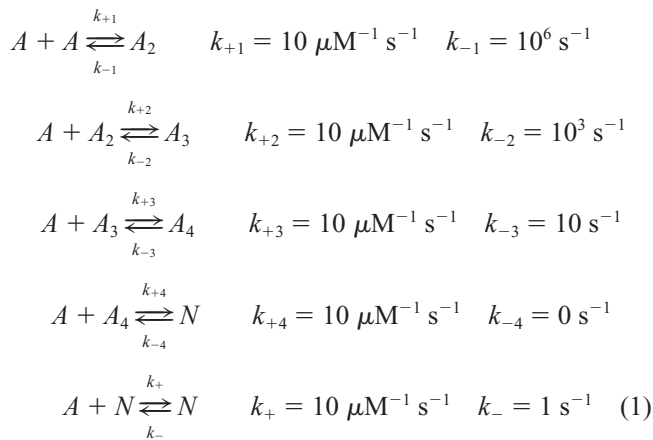 A + A ⇌ A₂ k₊₁ = 10 μM⁻¹ s⁻¹ k₋₁ = 10⁶ s⁻¹
A + A₂ ⇌ A₃ k₊₂ = 10 μM⁻¹ s⁻¹ k₋₂ = 10³ s⁻¹
A + A₃ ⇌ A₄ k₊₃ = 10 μM⁻¹ s⁻¹ k₋₃ = 10 s⁻¹
A + A₄ ⇌ N k₊₄ = 10 μM⁻¹ s⁻¹ k₋₄ = 0 s⁻¹
A + N ⇌ N k₊ = 10 μM⁻¹ s⁻¹ k₋ = 1 s⁻¹ (1)